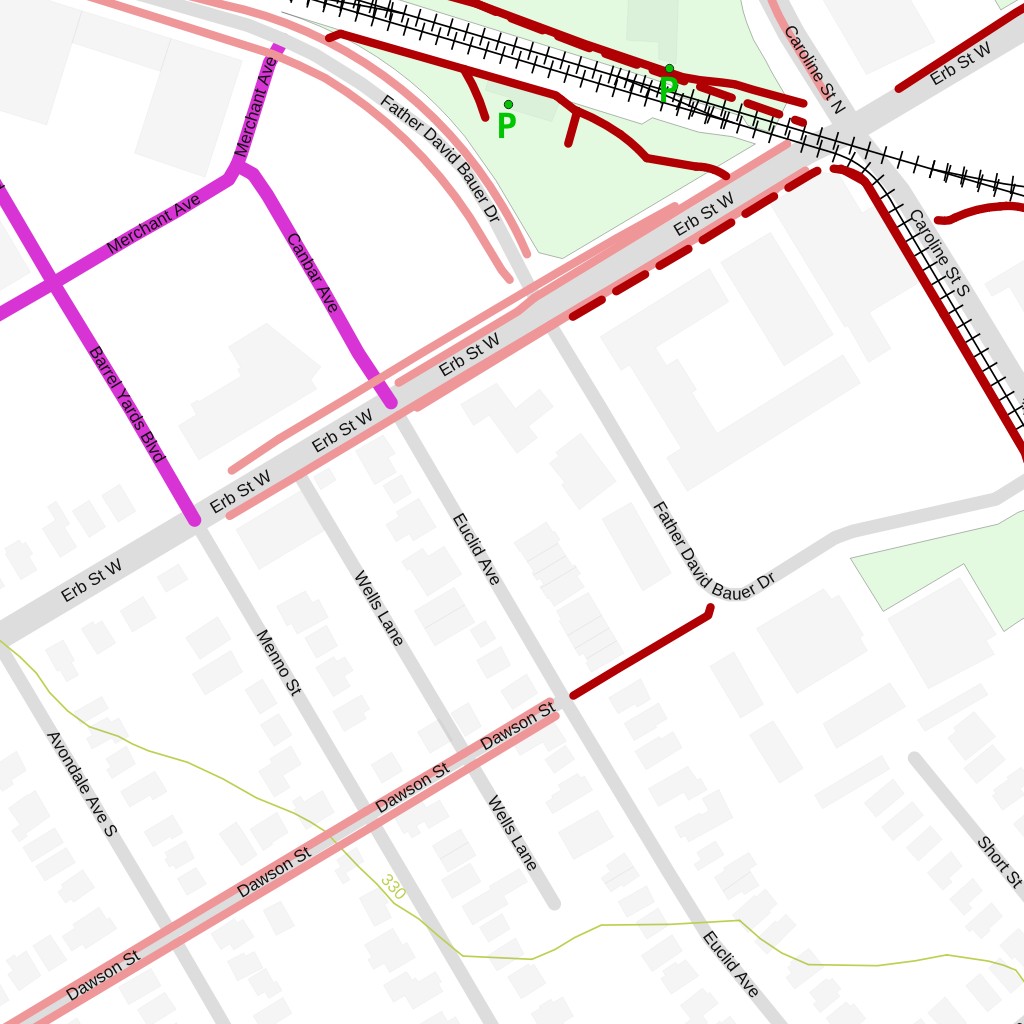 Caroline St N
Erb St W
Merchant Ave
P
P
Father David Bauer Dr
Merchant Ave
Erb St W
Caroline St S
Canbar Ave
Erb St W
Barrel Yards Blvd
Erb St W
Erb St W
Erb St W
Euclid Ave
Father David Bauer Dr
Wells Lane
Menno St
Dawson St
Avondale Ave S
Dawson St
Wells Lane
Dawson St
330
Short St
Dawson St
Euclid Ave